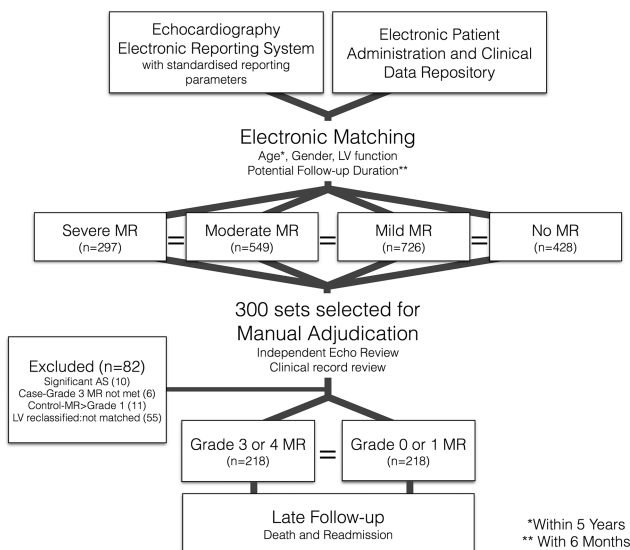 Echocardiography
Electronic Reporting System
with standardised reporting
parameters
Electronic Patient
Administration and Clinical
Data Repository
Electronic Matching
Age*, Gender, LV function
Potential Follow-up Duration**
Severe MR
(n=297)
=
Moderate MR
(n=549)
=
Mild MR
(n=726)
=
No MR
(n=428)
300 sets selected for
Manual Adjudication
Independent Echo Review
Clinical record review
Excluded (n=82)
Significant AS (10)
Case-Grade 3 MR not met (6)
Control-MR>Grade 1 (11)
LV reclassified:not matched (55)
Grade 3 or 4 MR
(n=218)
=
Grade 0 or 1 MR
(n=218)
Late Follow-up
Death and Readmission
*Within 5 Years
** With 6 Months